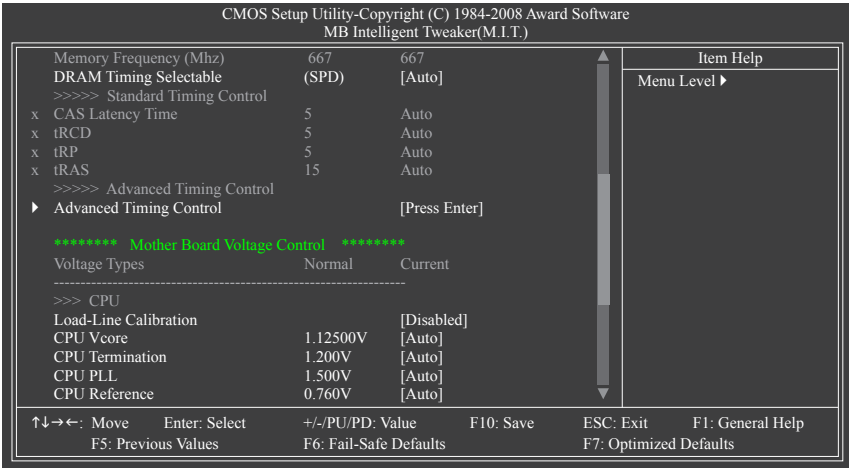 CMOS Setup Utility-Copyright (C) 1984-2008 Award Software
MB Intelligent Tweaker(M.I.T.)
Memory Frequency (Mhz) 667 667
DRAM Timing Selectable (SPD) [Auto]
>>>>> Standard Timing Control
x CAS Latency Time 5 Auto
x tRCD 5 Auto
x tRP 5 Auto
x tRAS 15 Auto
>>>>> Advanced Timing Control
Advanced Timing Control [Press Enter]
******** Mother Board Voltage Control ********
Voltage Types Normal Current
-------------------------------------------------------------------
>>> CPU
Load-Line Calibration [Disabled]
CPU Vcore 1.12500V [Auto]
CPU Termination 1.200V [Auto]
CPU PLL 1.500V [Auto]
CPU Reference 0.760V [Auto]
Item Help
Menu Level
↑↓→←: Move Enter: Select +/-/PU/PD: Value F10: Save ESC: Exit F1: General Help
F5: Previous Values F6: Fail-Safe Defaults F7: Optimized Defaults